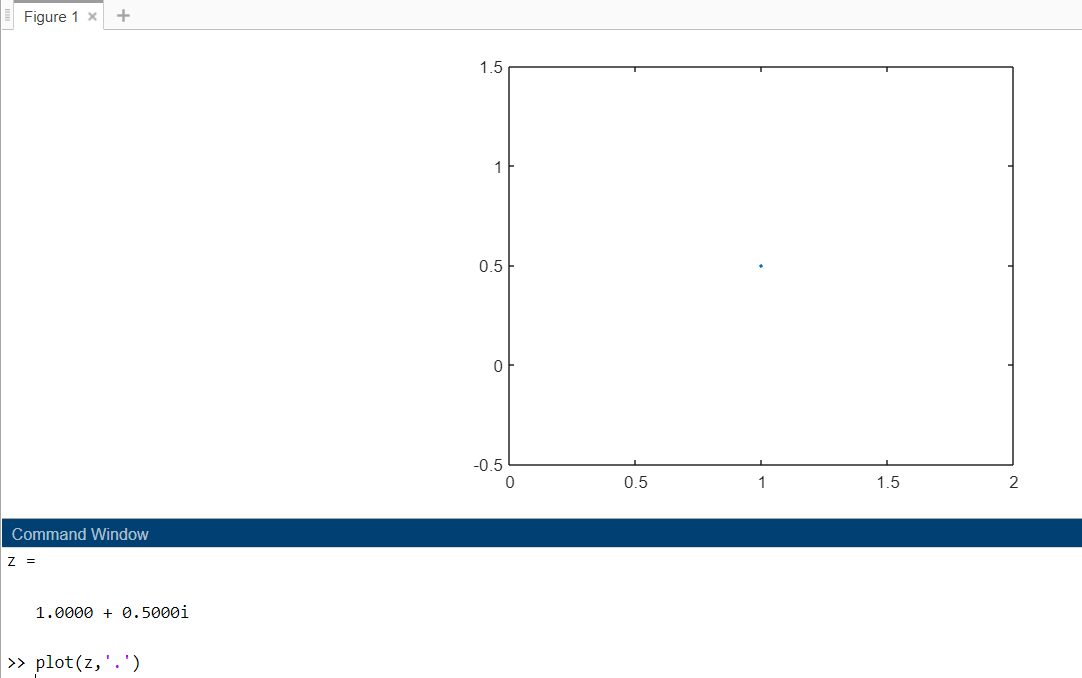 Figure 1 × +
1.5
1
0.5
0
-0.5
0 0.5 1 1.5 2
Command Window
z =
1.0000 + 0.5000i
>> plot(z,'.')